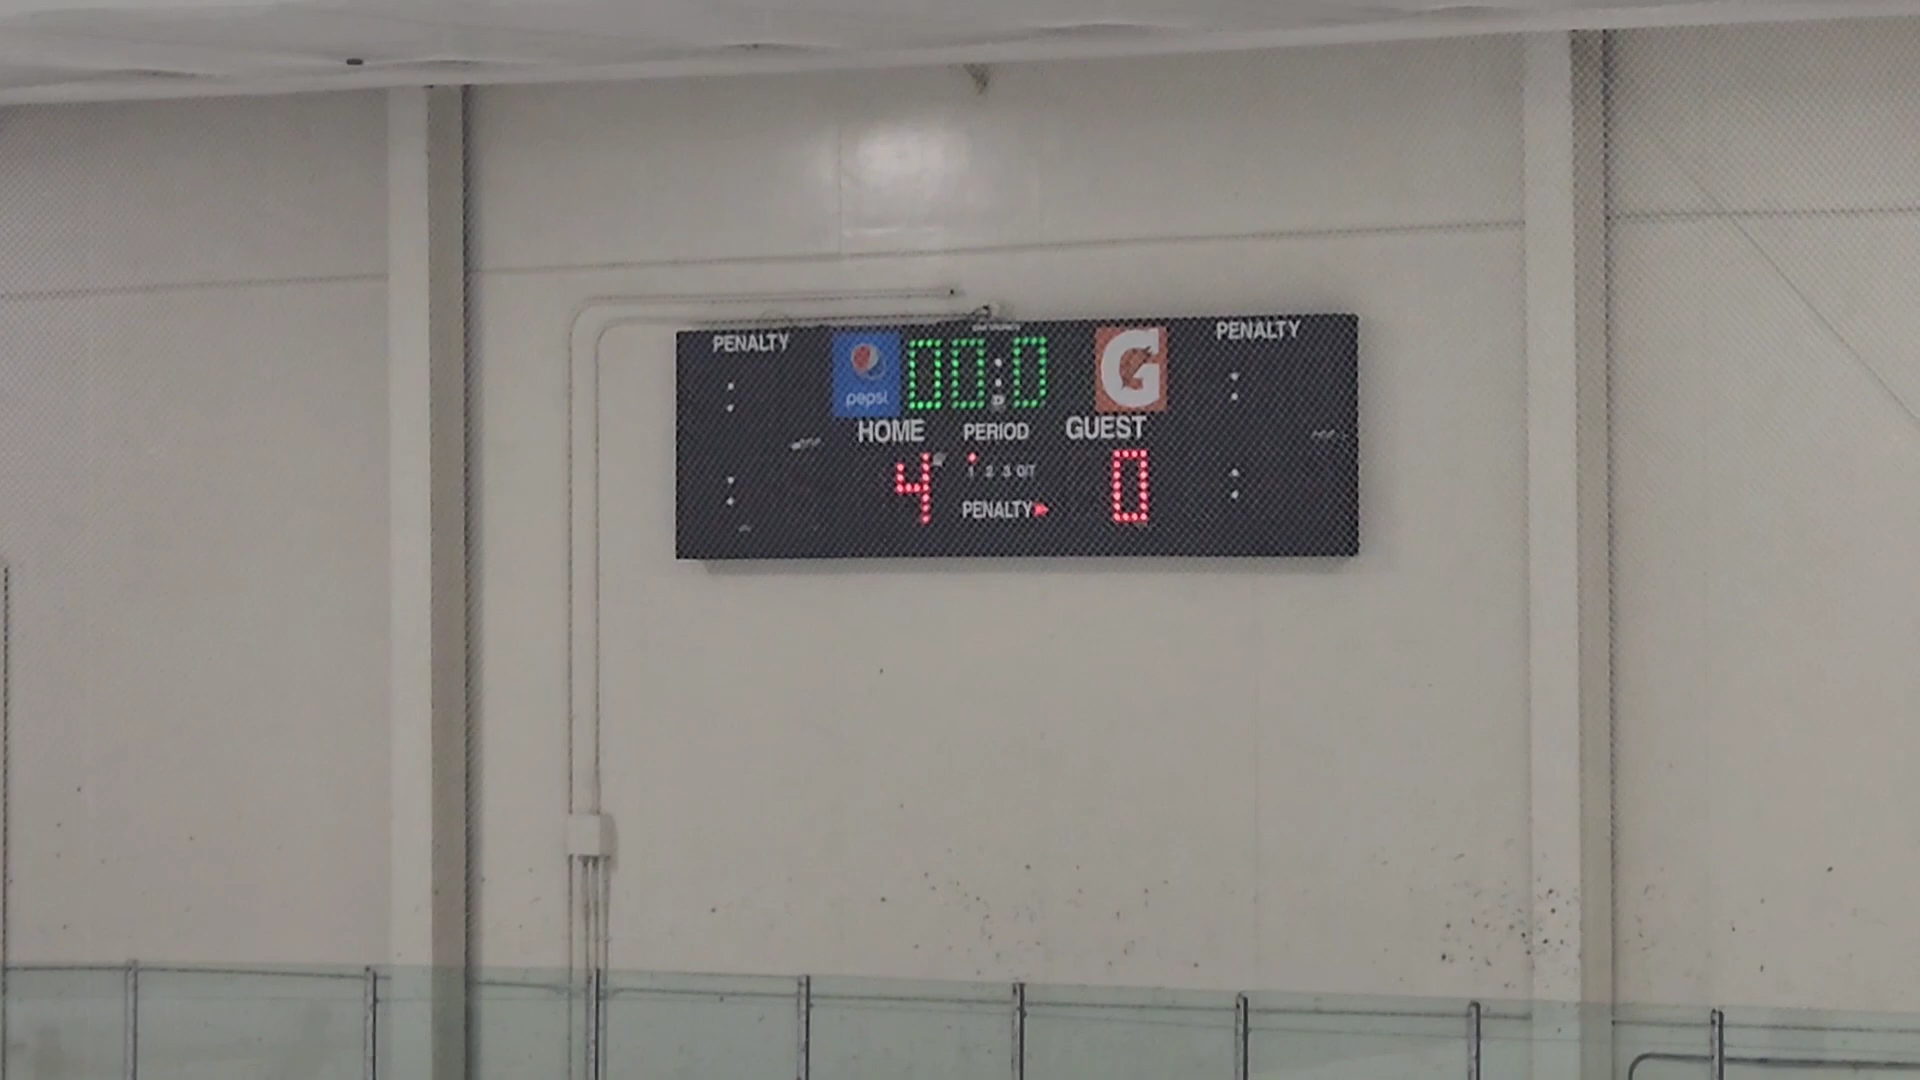 PENALTY
pepsi
00:0
G
PENALTY
HOME
PERIOD
GUEST
4
1 2 3 O/T
0
PENALTY